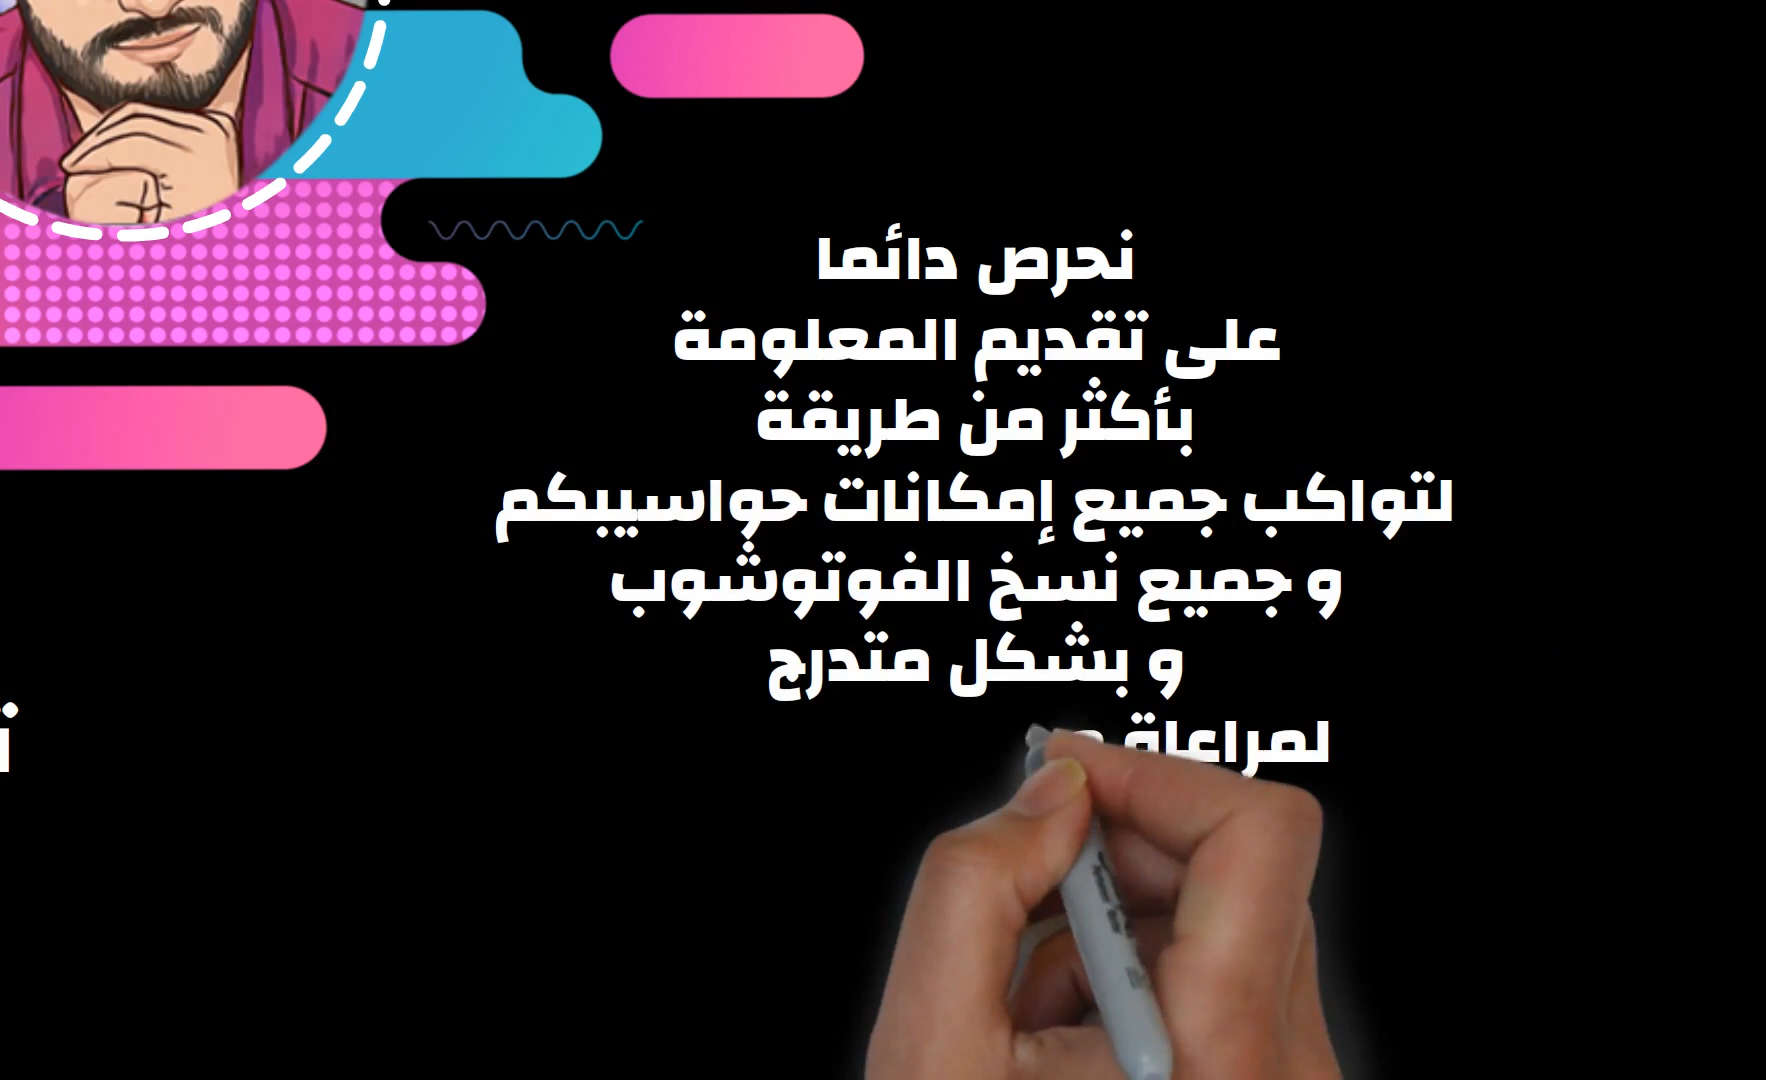 نحرص دائما
على تقديم المعلومة
بأكثر من طريقة
لتواكب جميع إمكانات حواسيبكم
و جميع نسخ الفوتوشوب
و بشكل متدرج
لمراعاة